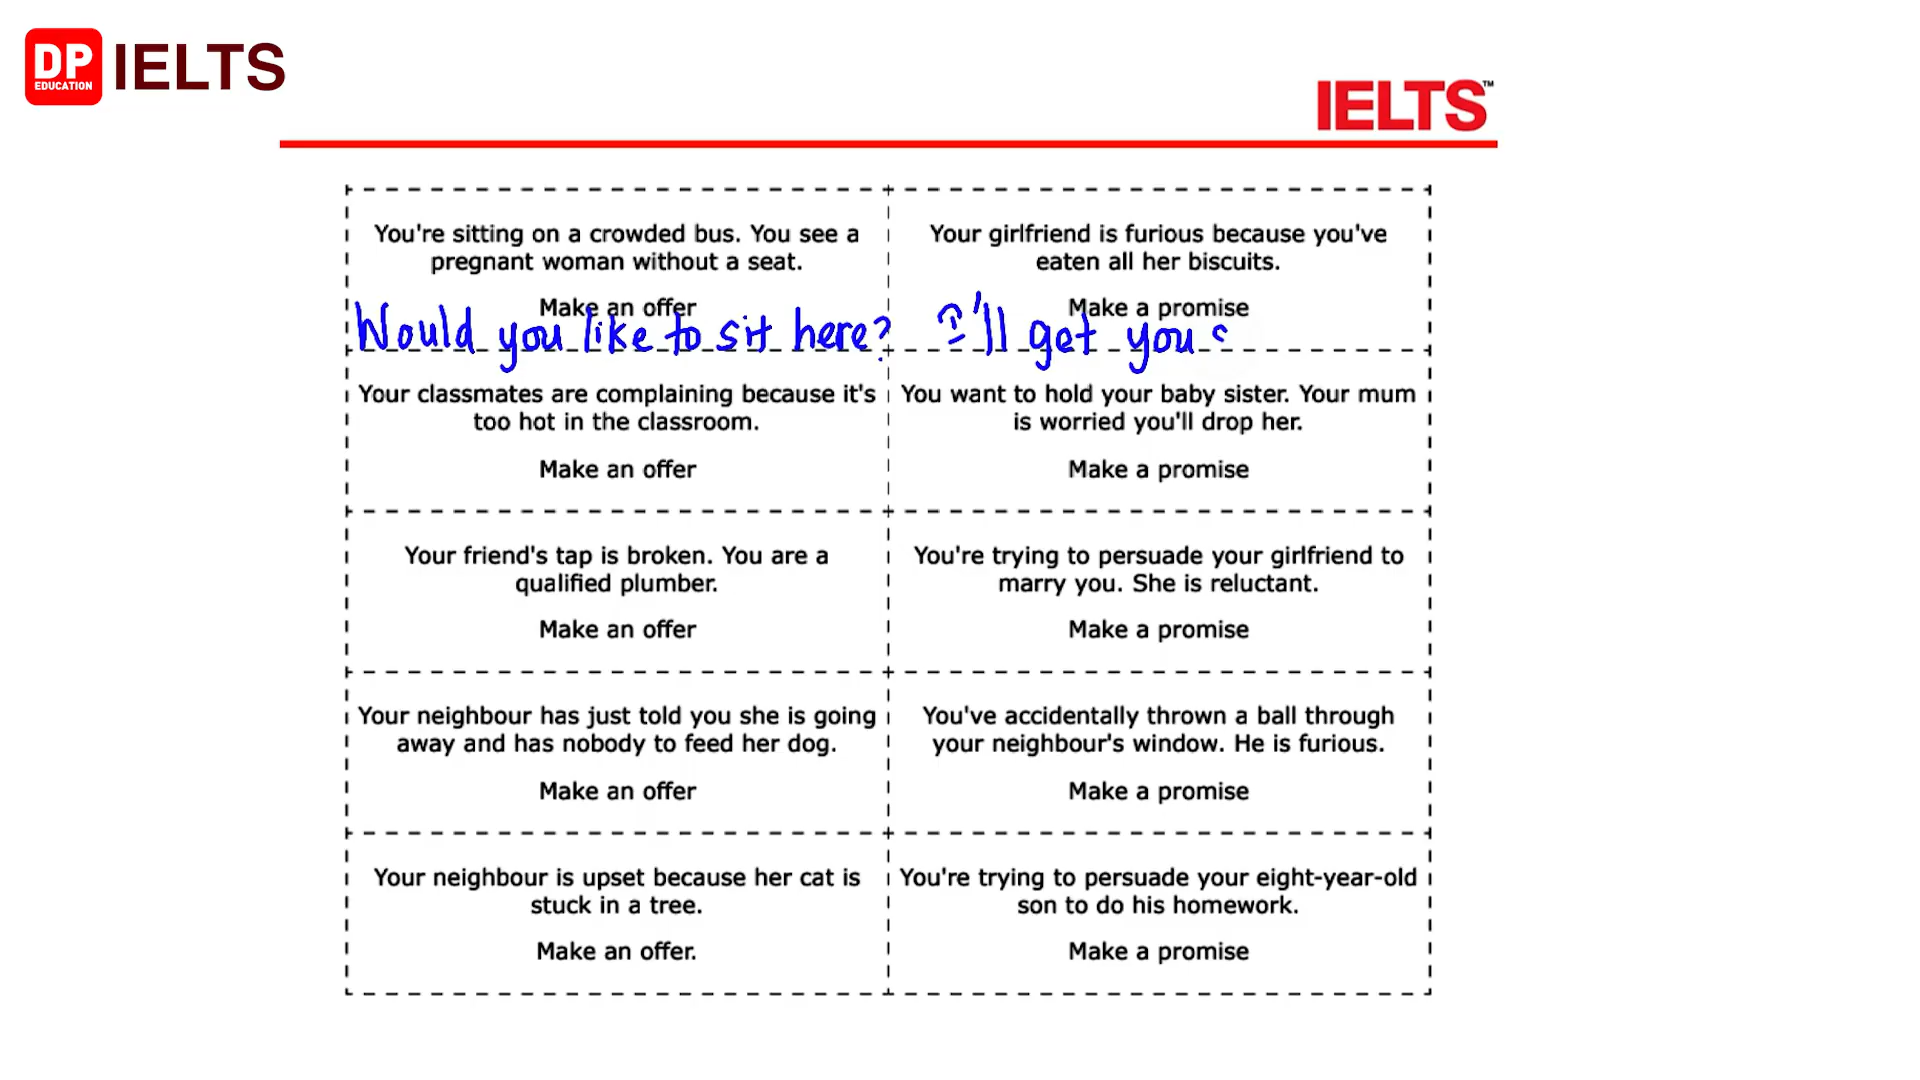 DP
EDUCATION
IELTS
IELTS™
You're sitting on a crowded bus. You see a
pregnant woman without a seat.
Make an offer
Would you like to sit here?
Your girlfriend is furious because you've
eaten all her biscuits.
Make a promise
I'll get you
Your classmates are complaining because it's
too hot in the classroom.
Make an offer
You want to hold your baby sister. Your mum
is worried you'll drop her.
Make a promise
Your friend's tap is broken. You are a
qualified plumber.
Make an offer
You're trying to persuade your girlfriend to
marry you. She is reluctant.
Make a promise
Your neighbour has just told you she is going
away and has nobody to feed her dog.
Make an offer
You've accidentally thrown a ball through
your neighbour's window. He is furious.
Make a promise
Your neighbour is upset because her cat is
stuck in a tree.
Make an offer.
You're trying to persuade your eight-year-old
son to do his homework.
Make a promise